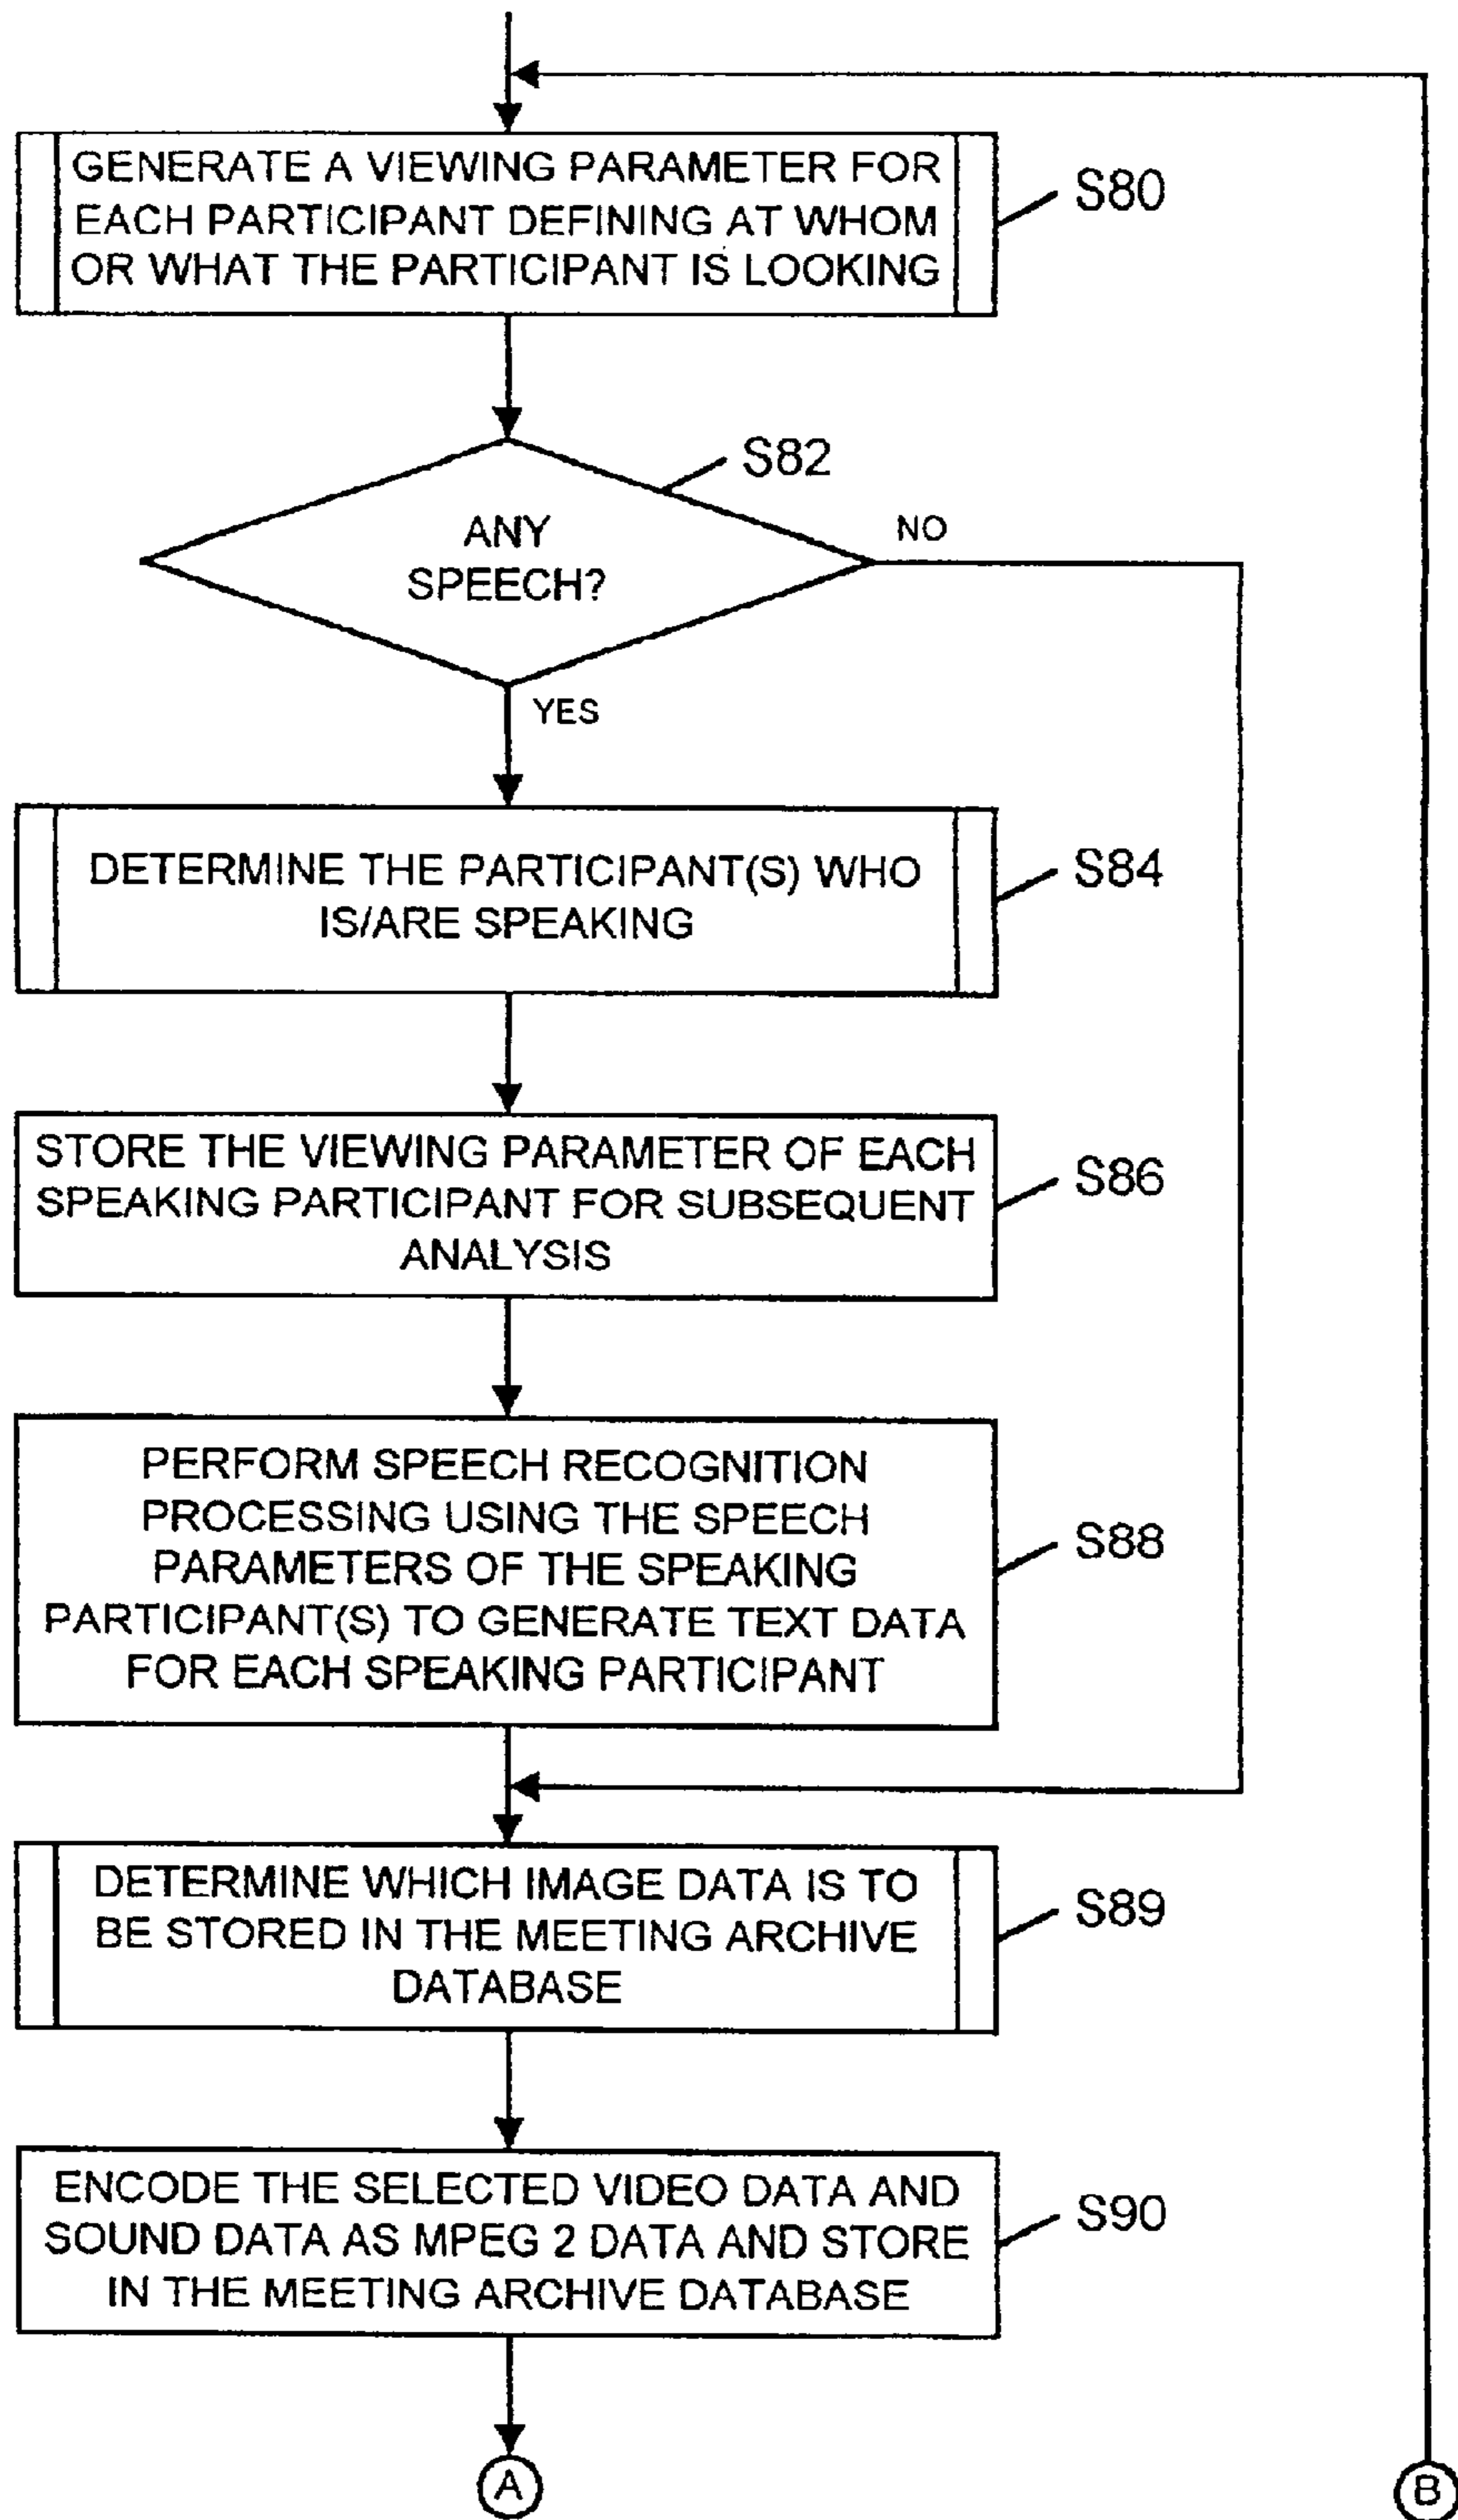 GENERATE A VIEWING PARAMETER FOR
EACH PARTICIPANT DEFINING AT WHOM
OR WHAT THE PARTICIPANT IS LOOKING
S80
S82
ANY
SPEECH?
NO
YES
DETERMINE THE PARTICIPANT(S) WHO
IS/ARE SPEAKING
S84
STORE THE VIEWING PARAMETER OF EACH
SPEAKING PARTICIPANT FOR SUBSEQUENT
ANALYSIS
S86
PERFORM SPEECH RECOGNITION
PROCESSING USING THE SPEECH
PARAMETERS OF THE SPEAKING
PARTICIPANT(S) TO GENERATE TEXT DATA
FOR EACH SPEAKING PARTICIPANT
S88
DETERMINE WHICH IMAGE DATA IS TO
BE STORED IN THE MEETING ARCHIVE
DATABASE
S89
ENCODE THE SELECTED VIDEO DATA AND
SOUND DATA AS MPEG 2 DATA AND STORE
IN THE MEETING ARCHIVE DATABASE
S90
A
B